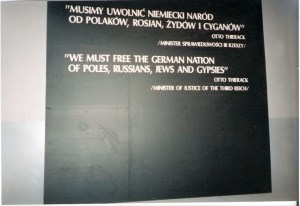 "MUSIMY UWOLNIĆ NIEMIECKI NARÓD
OD POLAKÓW, ROSJAN, ŻYDÓW I CYGANÓW"
OTTO THIERACK
/MINISTER SPRAWIEDLIWOŚCI III RZESZY/
"WE MUST FREE THE GERMAN NATION
OF POLES, RUSSIANS, JEWS AND GYPSIES"
OTTO THIERACK
/MINISTER OF JUSTICE OF THE THIRD REICH/